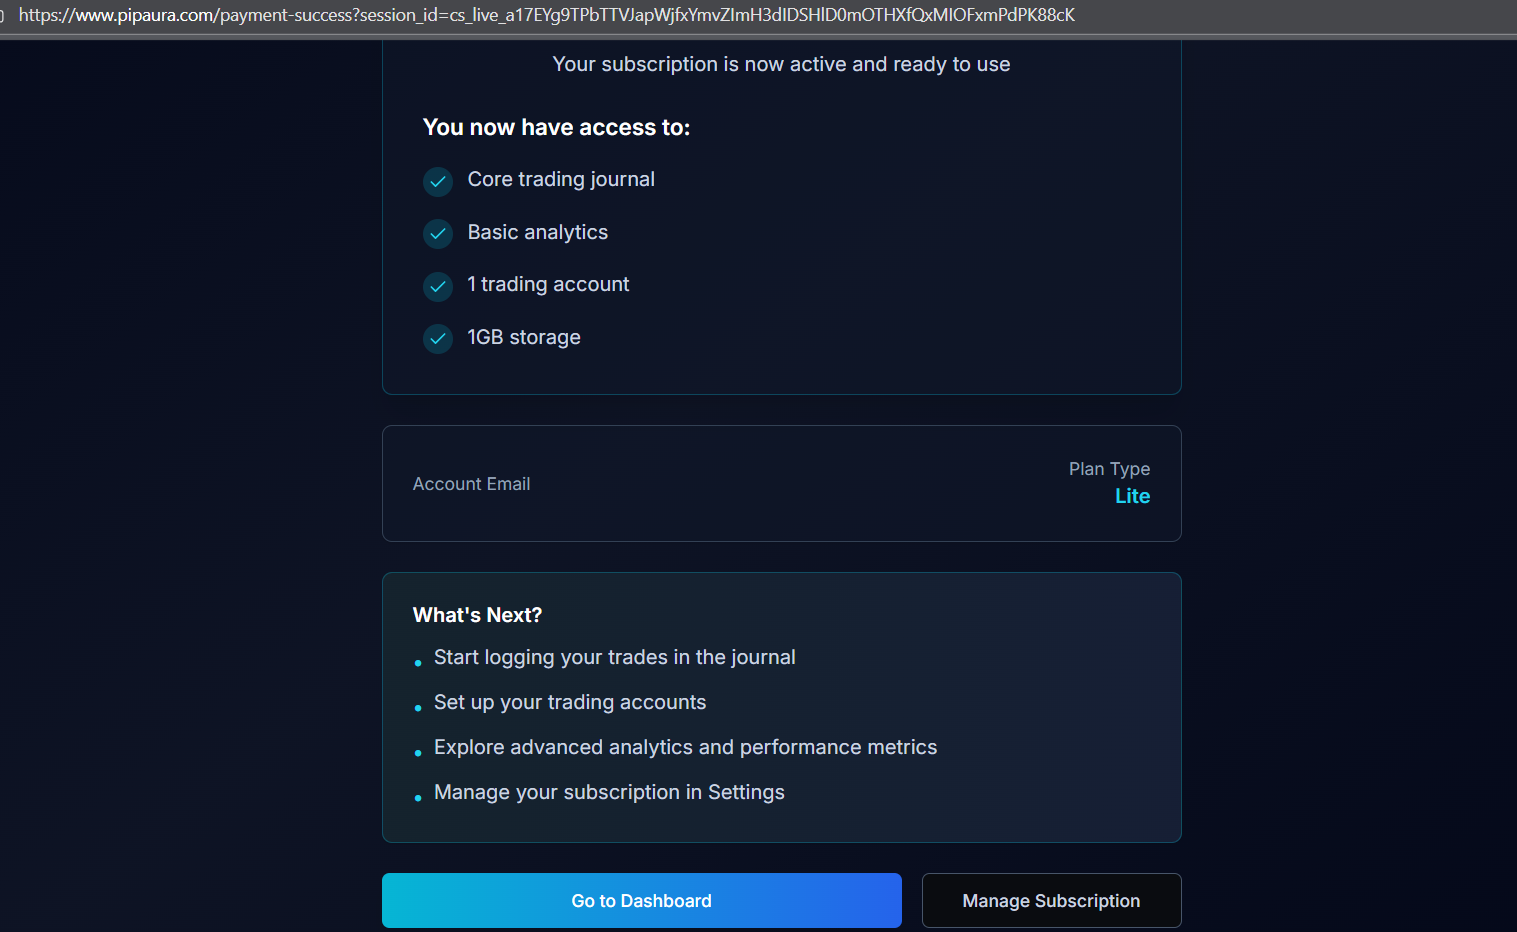 https://www.pipaura.com/payment-success?session_id=cs_live_a17EYg9TPbTTVJapWjfxYmvZImH3dIDSHlD0mOTHXfQxMIOFxmPdPK88cK
Your subscription is now active and ready to use
You now have access to:
Core trading journal
Basic analytics
1 trading account
1GB storage
Account Email
Plan Type
Lite
What's Next?
Start logging your trades in the journal
Set up your trading accounts
Explore advanced analytics and performance metrics
Manage your subscription in Settings
Go to Dashboard
Manage Subscription